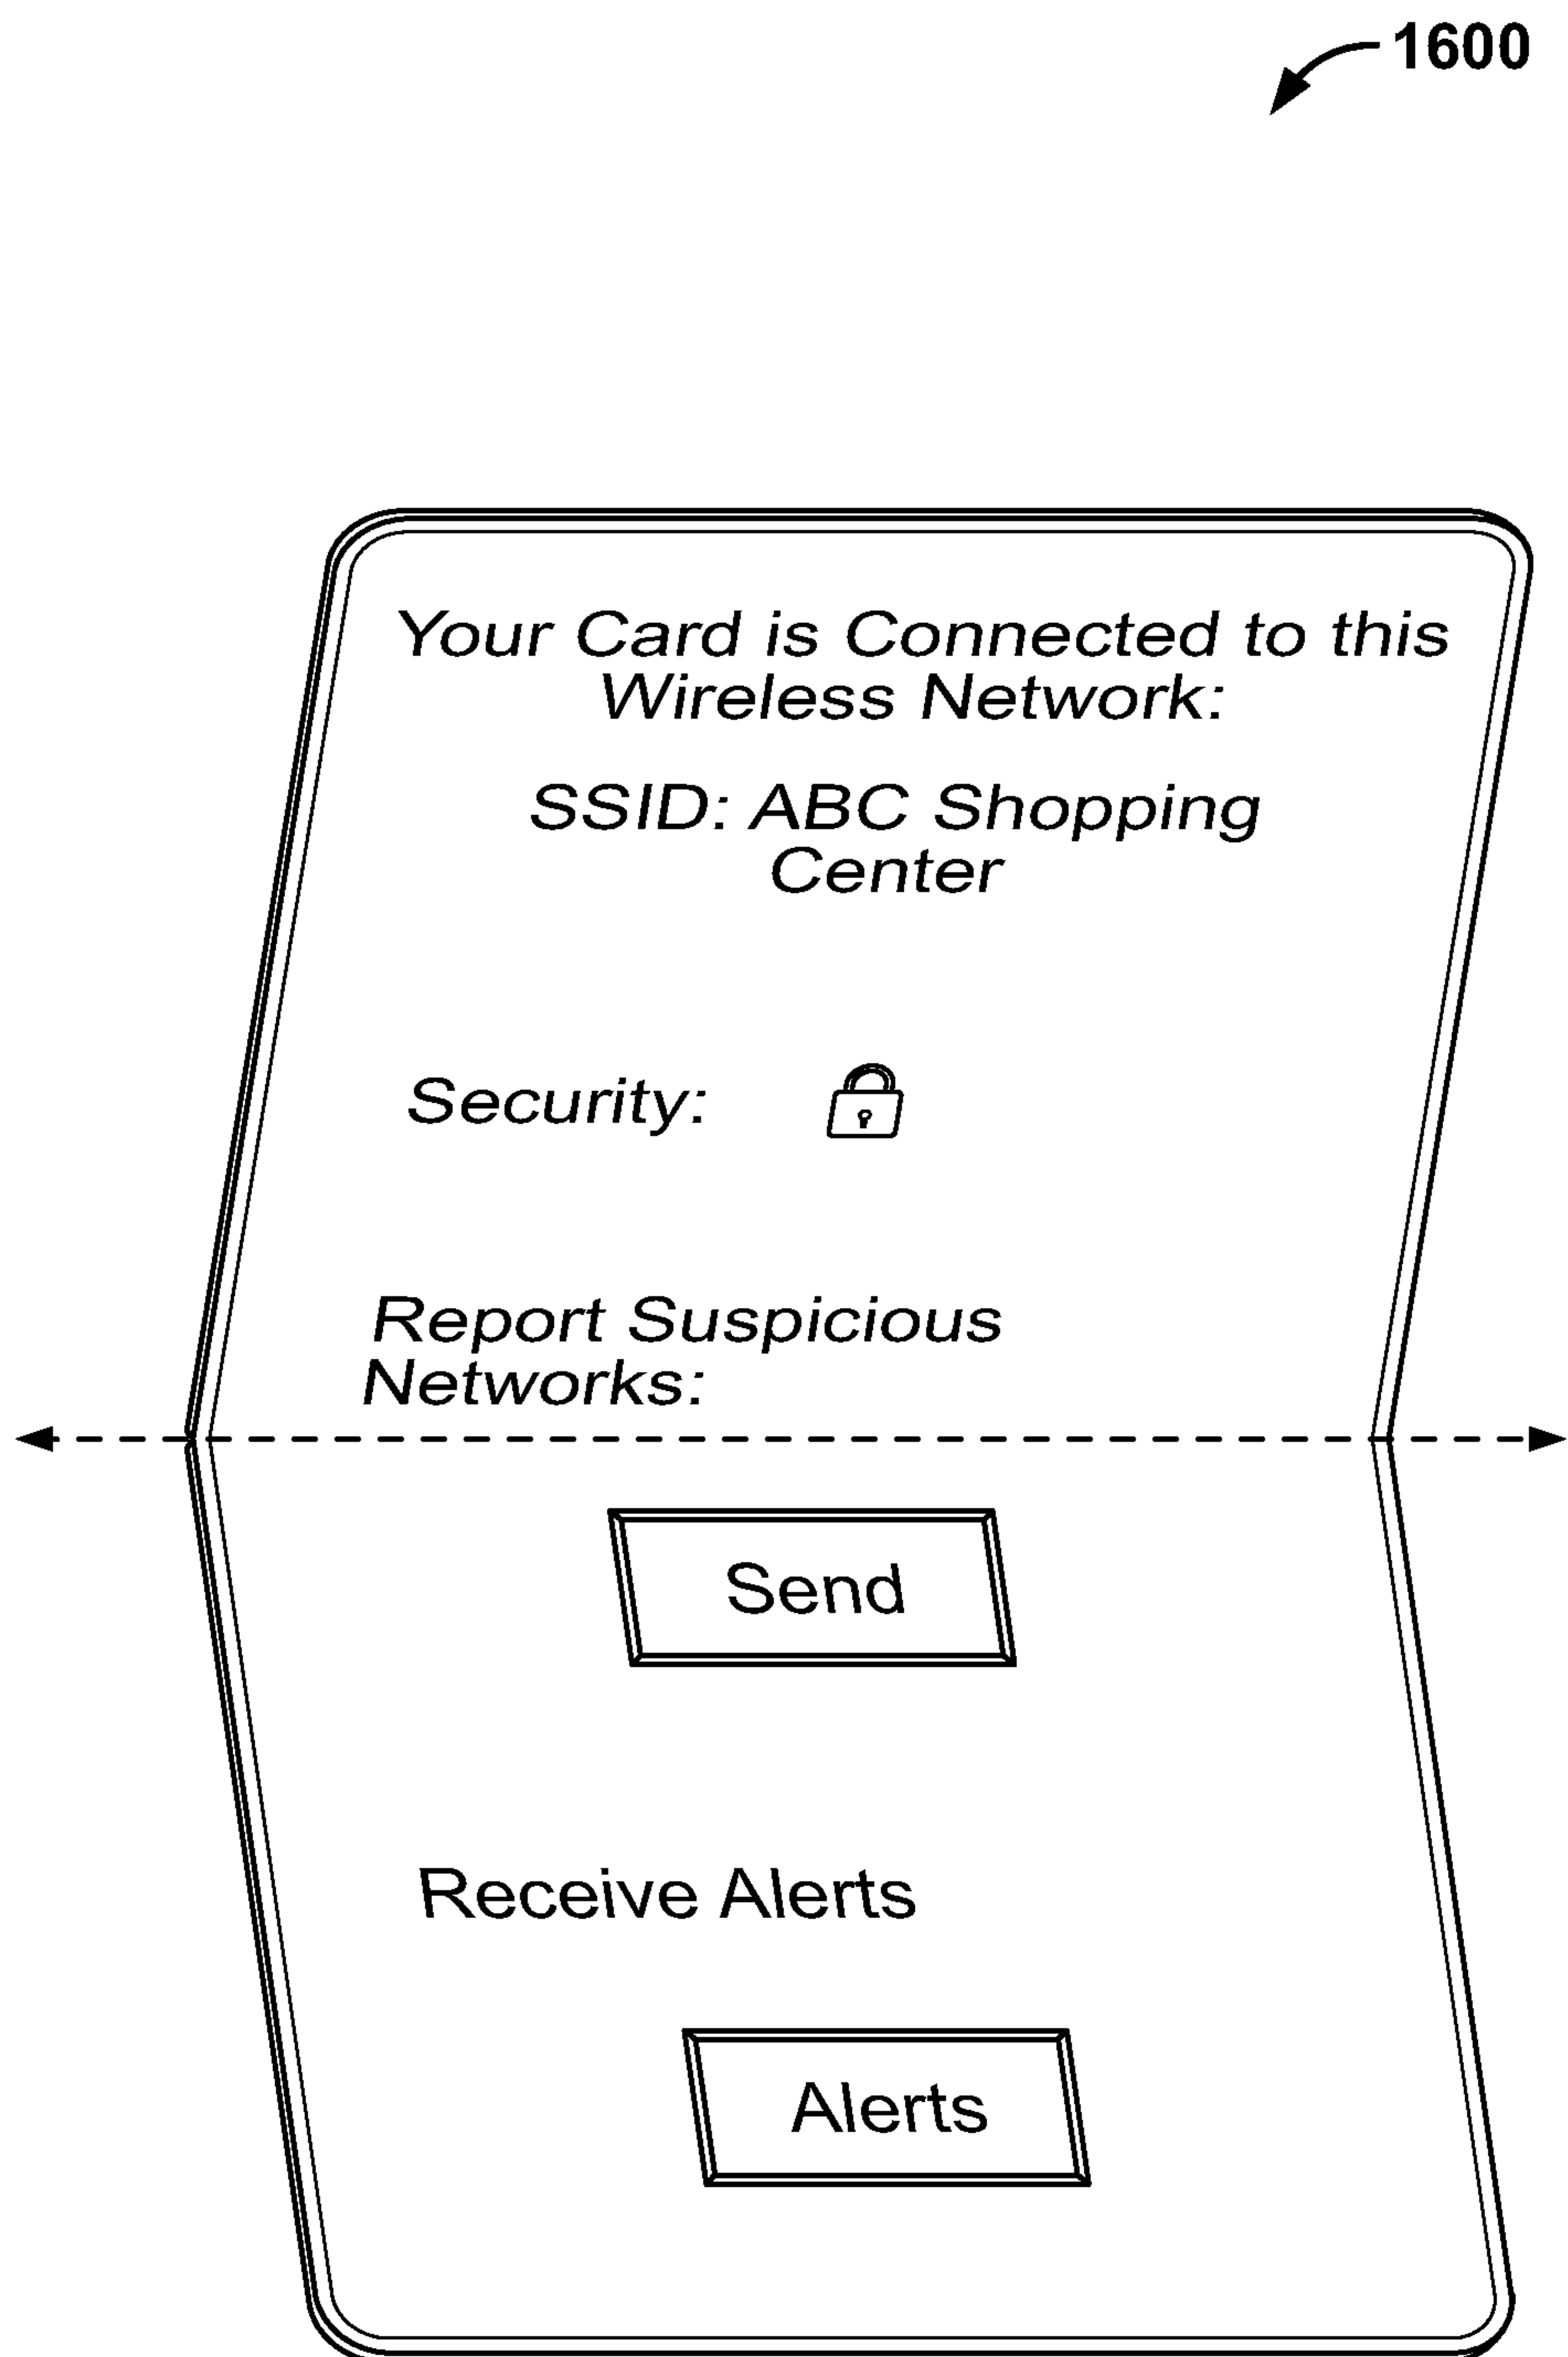 1600
Your Card is Connected to this
Wireless Network:
SSID: ABC Shopping
Center
Security:
Report Suspicious
Networks:
Send
Receive Alerts
Alerts